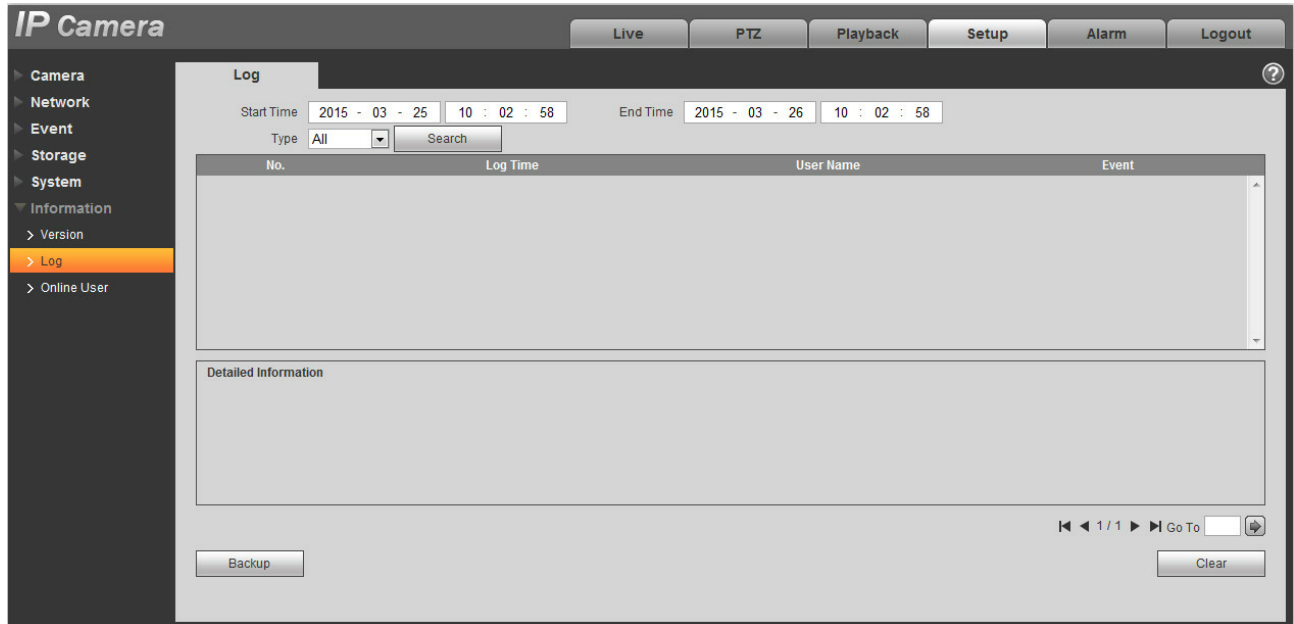 IP Camera
Live PTZ Playback Setup Alarm Logout
Camera
Network
Event
Storage
System
Information
Version
Log
Online User
Log
Start Time 2015 - 03 - 25 10 : 02 : 58 End Time 2015 - 03 - 26 10 : 02 : 58
Type All Search
No. Log Time User Name Event
Detailed Information
1 / 1 Go To
Backup Clear